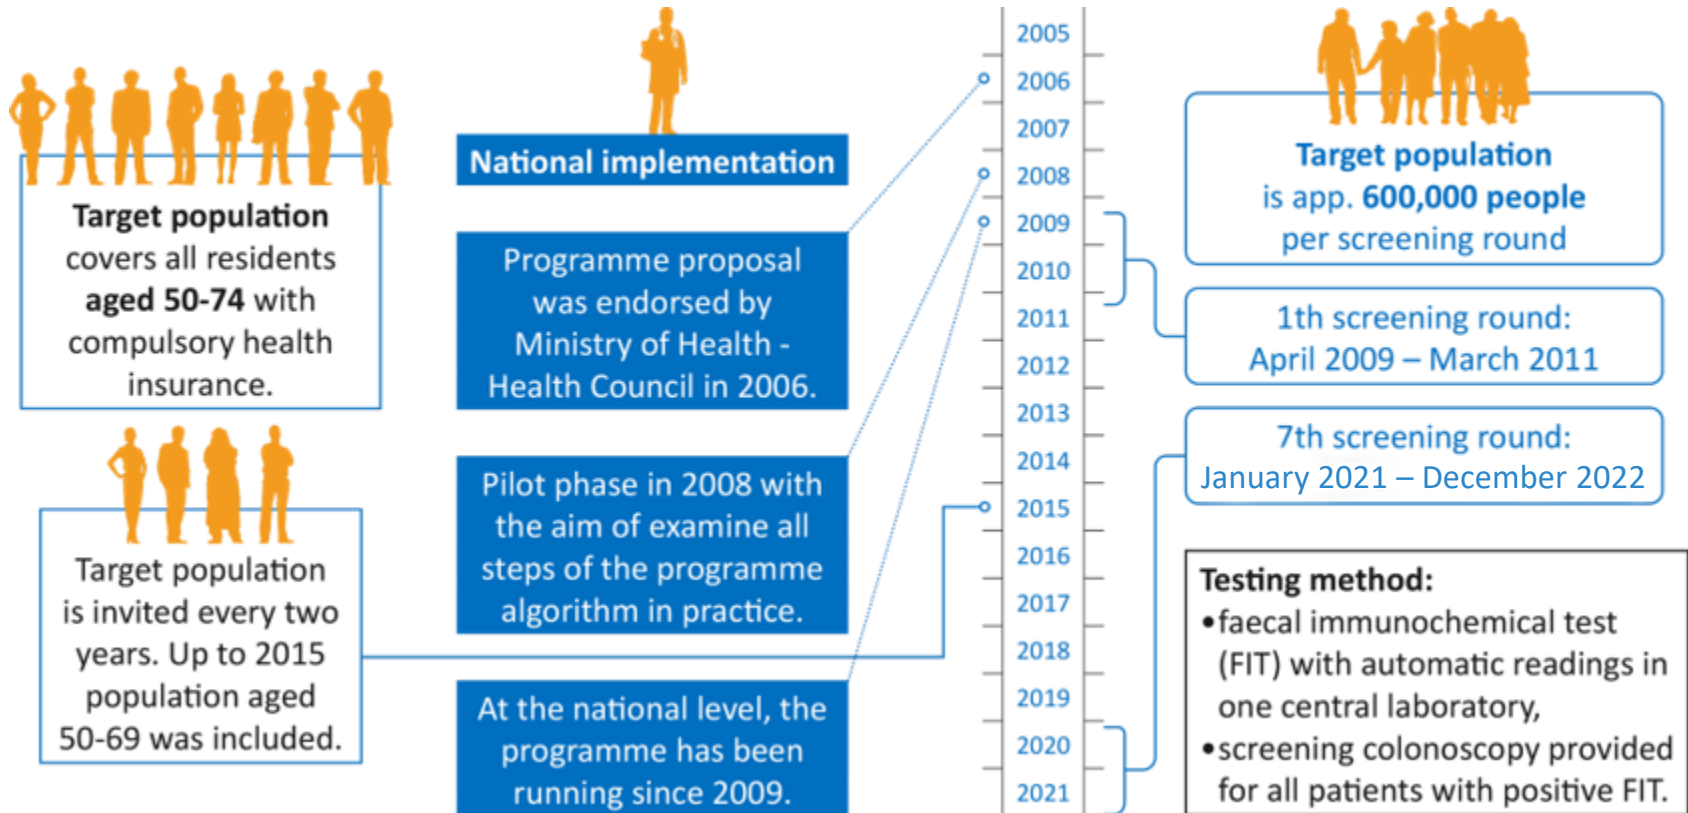 Target population
covers all residents
aged 50-74 with
compulsory health
insurance.
Target population
is invited every two
years. Up to 2015
population aged
50-69 was included.
National implementation
Programme proposal
was endorsed by
Ministry of Health -
Health Council in 2006.
Pilot phase in 2008 with
the aim of examine all
steps of the programme
algorithm in practice.
At the national level, the
programme has been
running since 2009.
2005
2006
2007
2008
2009
2010
2011
2012
2013
2014
2015
2016
2017
2018
2019
2020
2021
Target population
is app. 600,000 people
per screening round
1th screening round:
April 2009 – March 2011
7th screening round:
January 2021 – December 2022
Testing method:
•faecal immunochemical test
(FIT) with automatic readings in
one central laboratory,
•screening colonoscopy provided
for all patients with positive FIT.